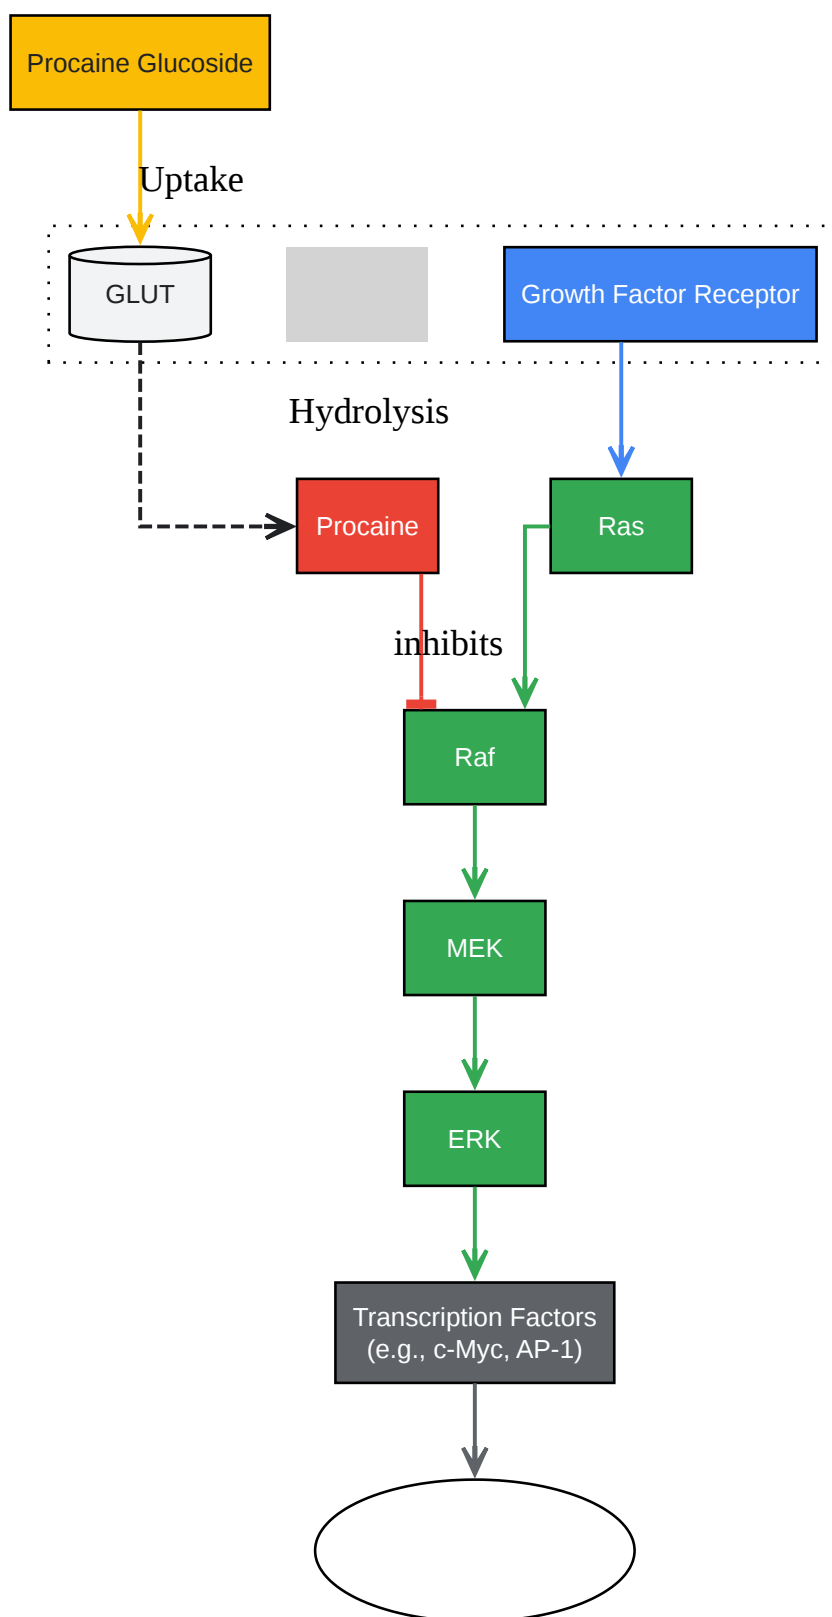 Procaine Glucoside
Uptake
GLUT
Growth Factor Receptor
Hydrolysis
Procaine
Ras
inhibits
Raf
MEK
ERK
Transcription Factors
(e.g., c-Myc, AP-1)